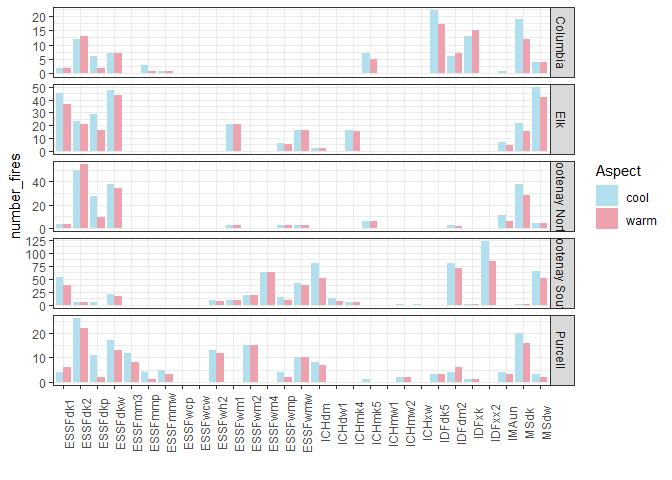 number_fires
20
15
10
5
0
Columbia
50
40
30
20
10
0
Elk
40
20
0
ootenay Nort
125
100
75
50
25
0
ootenay Sout
20
10
0
Purcell
ESSFdk1
ESSFdk2
ESSFdkp
ESSFdkw
ESSFmm3
ESSFmmp
ESSFmmw
ESSFwcp
ESSFwcw
ESSFwh2
ESSFwm1
ESSFwm2
ESSFwm4
ESSFwmp
ESSFwmw
ICHdm
ICHdw1
ICHmk4
ICHmk5
ICHmw1
ICHmw2
ICHxw
IDFdk5
IDFdm2
IDFxk
IDFxx2
IMAun
MSdk
MSdw
Aspect
cool
warm